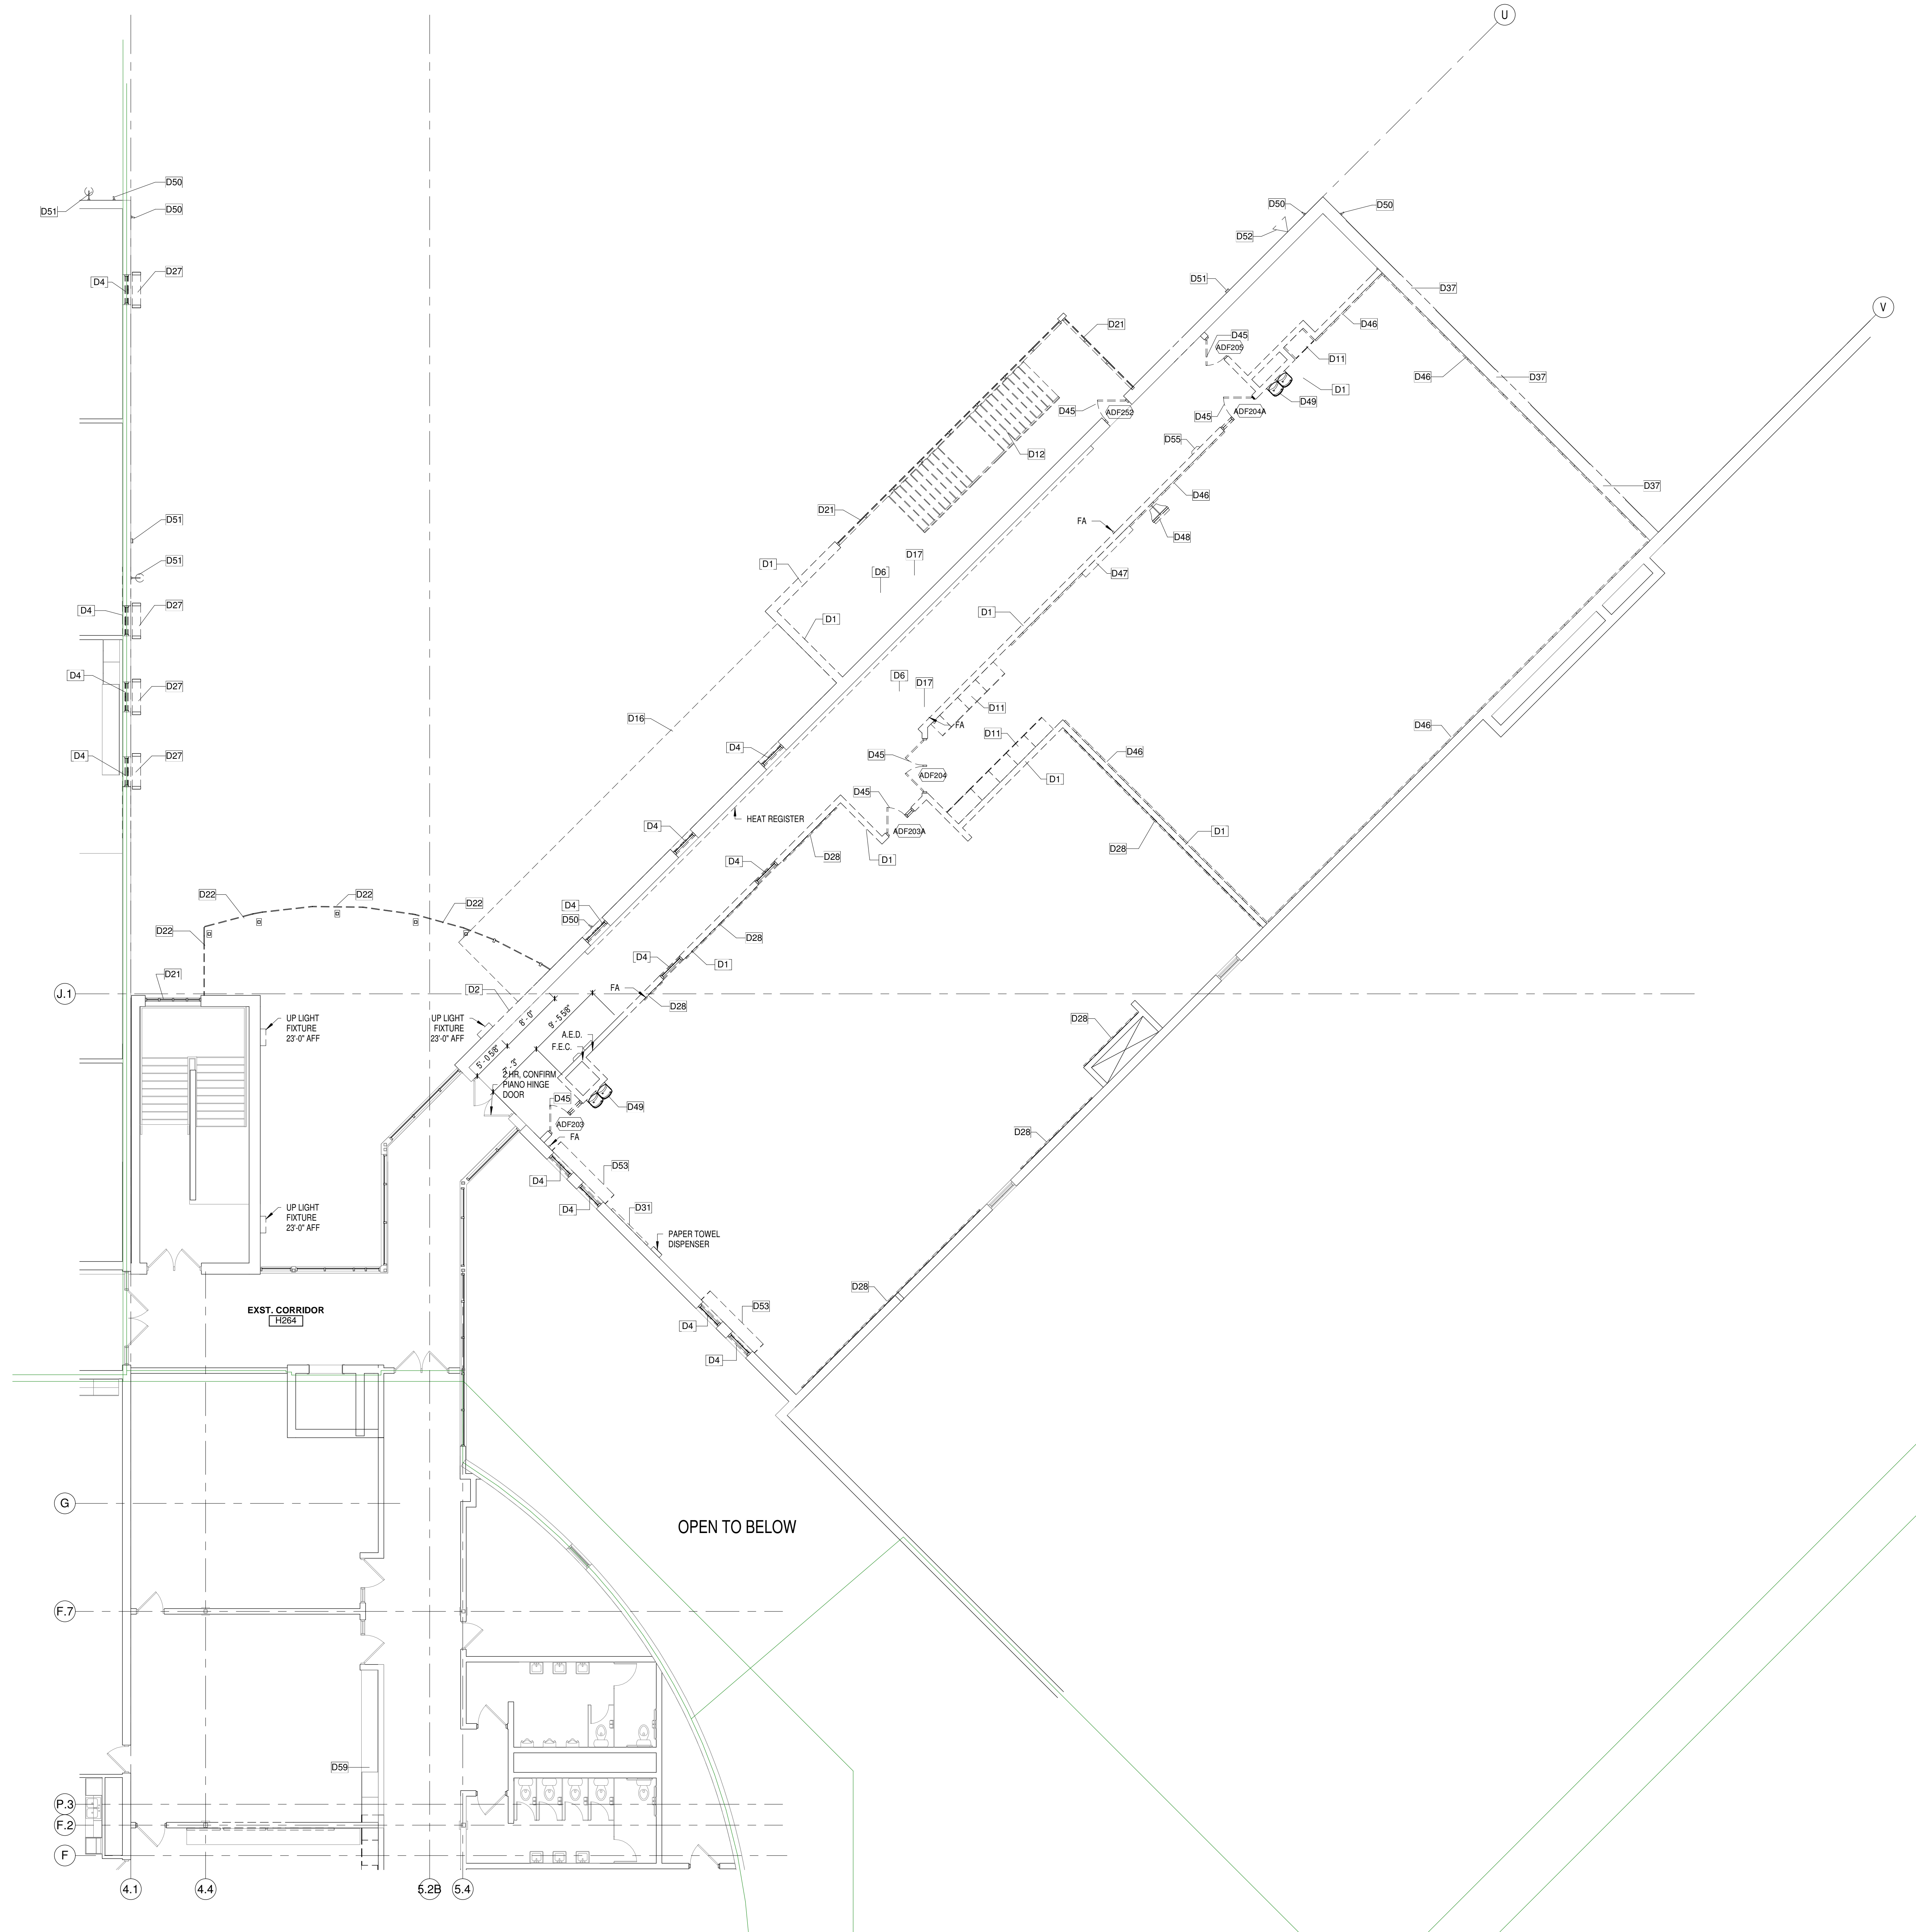 U
D50
D51
D50
D50
D50
D52
D27
D4
D51
D37
V
D21
D46
D45
ADF205
D11
D46
D37
D1
D49
D45
ADF252
D45
ADF204A
D55
D12
D37
D46
D21
D51
FA
D48
D17
D51
D1
D6
D47
D27
D4
D1
D1
D6
D4
D17
D27
D11
D16
FA
D46
D11
D4
D46
D4
D27
D45
ADF204
D1
D45
HEAT REGISTER
D4
ADF203A
D1
D28
D28
D1
D4
D22
D22
D22
D4
D50
D22
D28
D4
D1
D21
J.1
D2
FA
D28
UP LIGHT
FIXTURE
23'-0" AFF
UP LIGHT
FIXTURE
23'-0" AFF
8' - 0"
9' - 5 5/8"
D28
A.E.D.
F.E.C.
5' - 0 5/8"
' - 3"
2 HR, CONFIRM
PIANO HINGE
DOOR
D45
D49
ADF203
FA
D28
D53
D4
D4
D31
UP LIGHT
FIXTURE
23'-0" AFF
PAPER TOWEL
DISPENSER
D28
EXST. CORRIDOR
H264
D53
D4
D4
G
OPEN TO BELOW
F.7
D59
P.3
F.2
F
4.1
4.4
5.2B
5.4